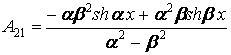 A₂₁ = (-αβ²shαx + α²βshβx) / (α² - β²)